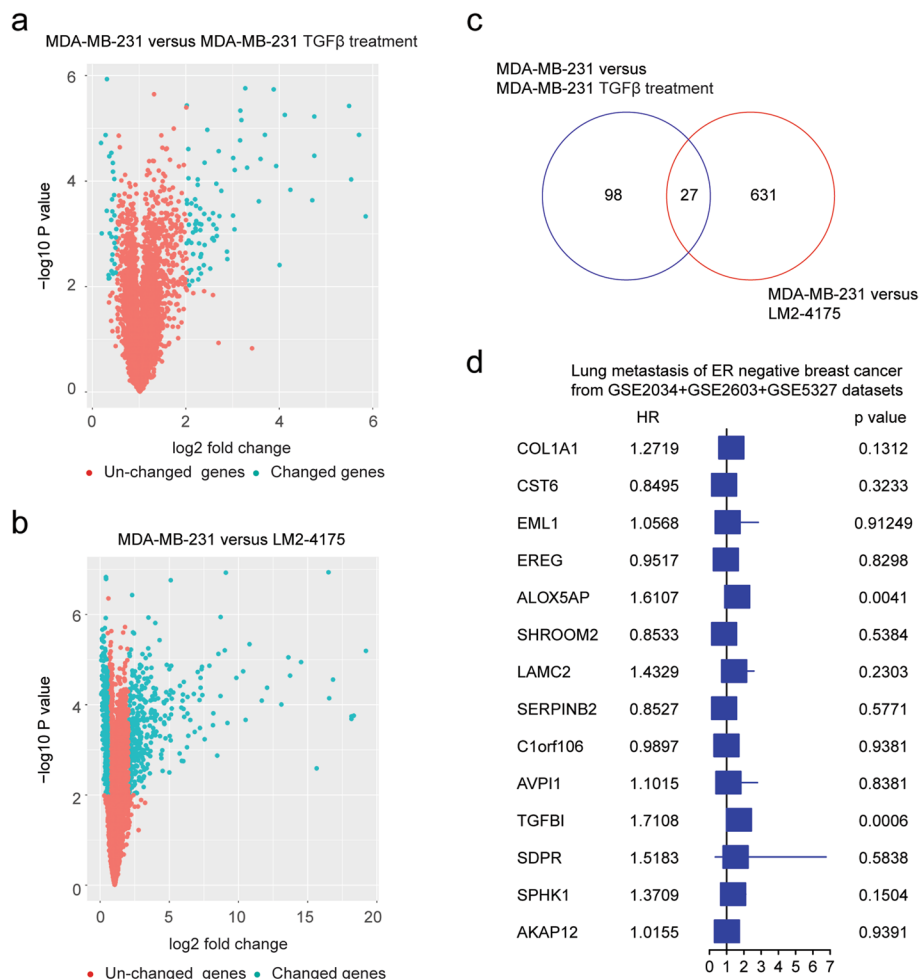 a
MDA-MB-231 versus MDA-MB-231 TGFβ treatment
6
4
2
0
−log10 P value
0 2 4 6
log2 fold change
Un-changed genes Changed genes
b
MDA-MB-231 versus LM2-4175
6
4
2
0
−log10 P value
0 5 10 15 20
log2 fold change
Un-changed genes Changed genes
c
MDA-MB-231 versus
MDA-MB-231 TGFβ treatment
98 27 631
MDA-MB-231 versus
LM2-4175
d
Lung metastasis of ER negative breast cancer
from GSE2034+GSE2603+GSE5327 datasets
HR p value
COL1A1 1.2719 0.1312
CST6 0.8495 0.3233
EML1 1.0568 0.91249
EREG 0.9517 0.8298
ALOX5AP 1.6107 0.0041
SHROOM2 0.8533 0.5384
LAMC2 1.4329 0.2303
SERPINB2 0.8527 0.5771
C1orf106 0.9897 0.9381
AVPI1 1.1015 0.8381
TGFBI 1.7108 0.0006
SDPR 1.5183 0.5838
SPHK1 1.3709 0.1504
AKAP12 1.0155 0.9391
0 1 2 3 4 5 6 7